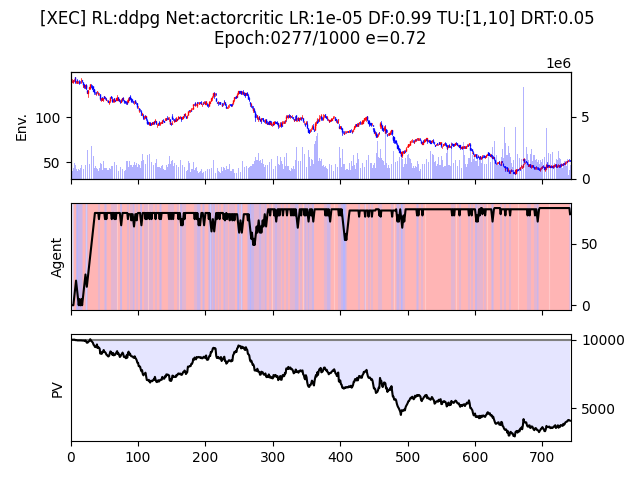 [XEC] RL:ddpg Net:actorcritic LR:1e-05 DF:0.99 TU:[1,10] DRT:0.05
Epoch:0277/1000 e=0.72
1e6
Env.
100
50
5
0
Agent
50
0
PV
10000
5000
0 100 200 300 400 500 600 700